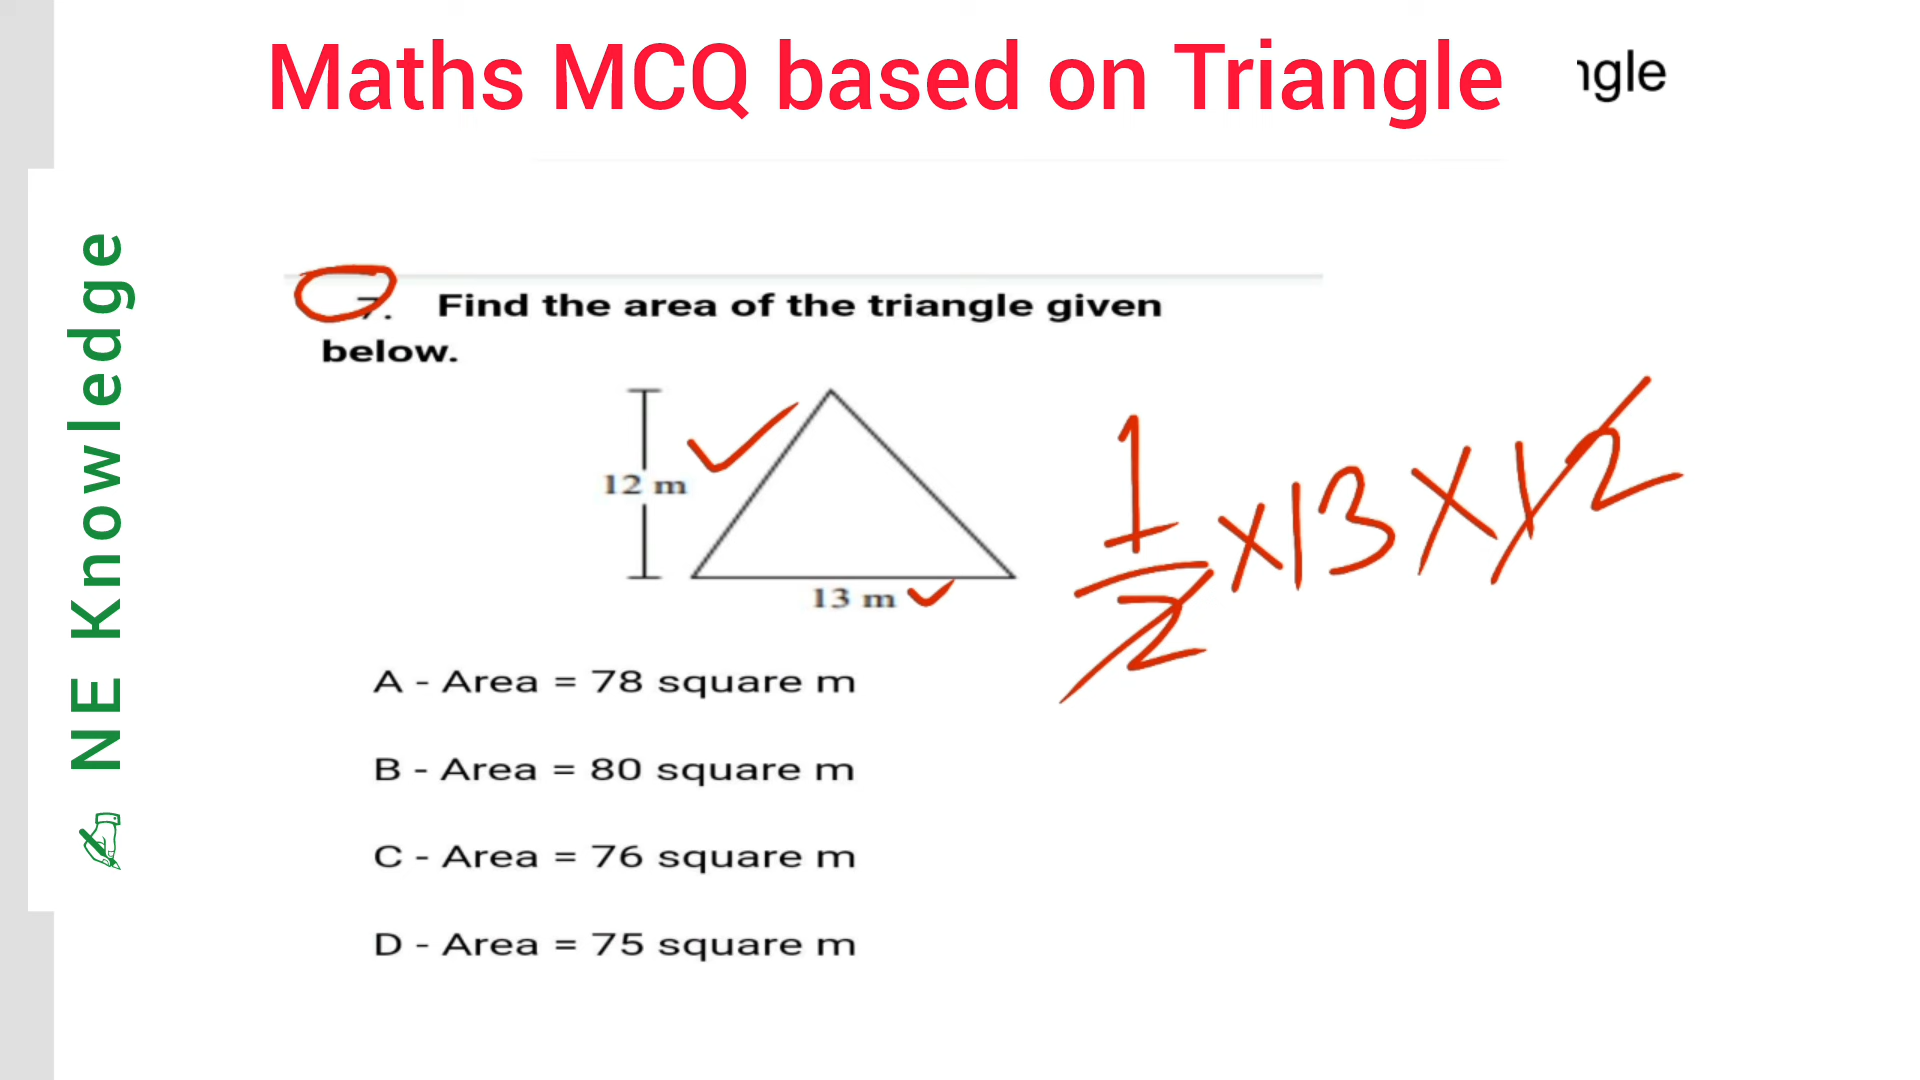 Maths MCQ based on Triangle
ngle
NE Knowledge
7. Find the area of the triangle given
below.
12 m
13 m
1/2 × 13 × 12
A - Area = 78 square m
B - Area = 80 square m
C - Area = 76 square m
D - Area = 75 square m